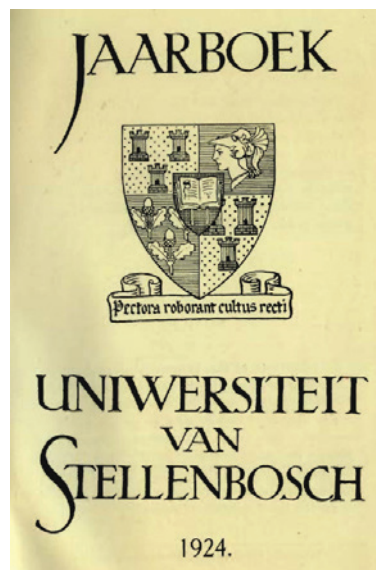 JAARBOEK
Pectora roborant cultus recti
UNIWERSITEIT
VAN
STELLENBOSCH
1924.